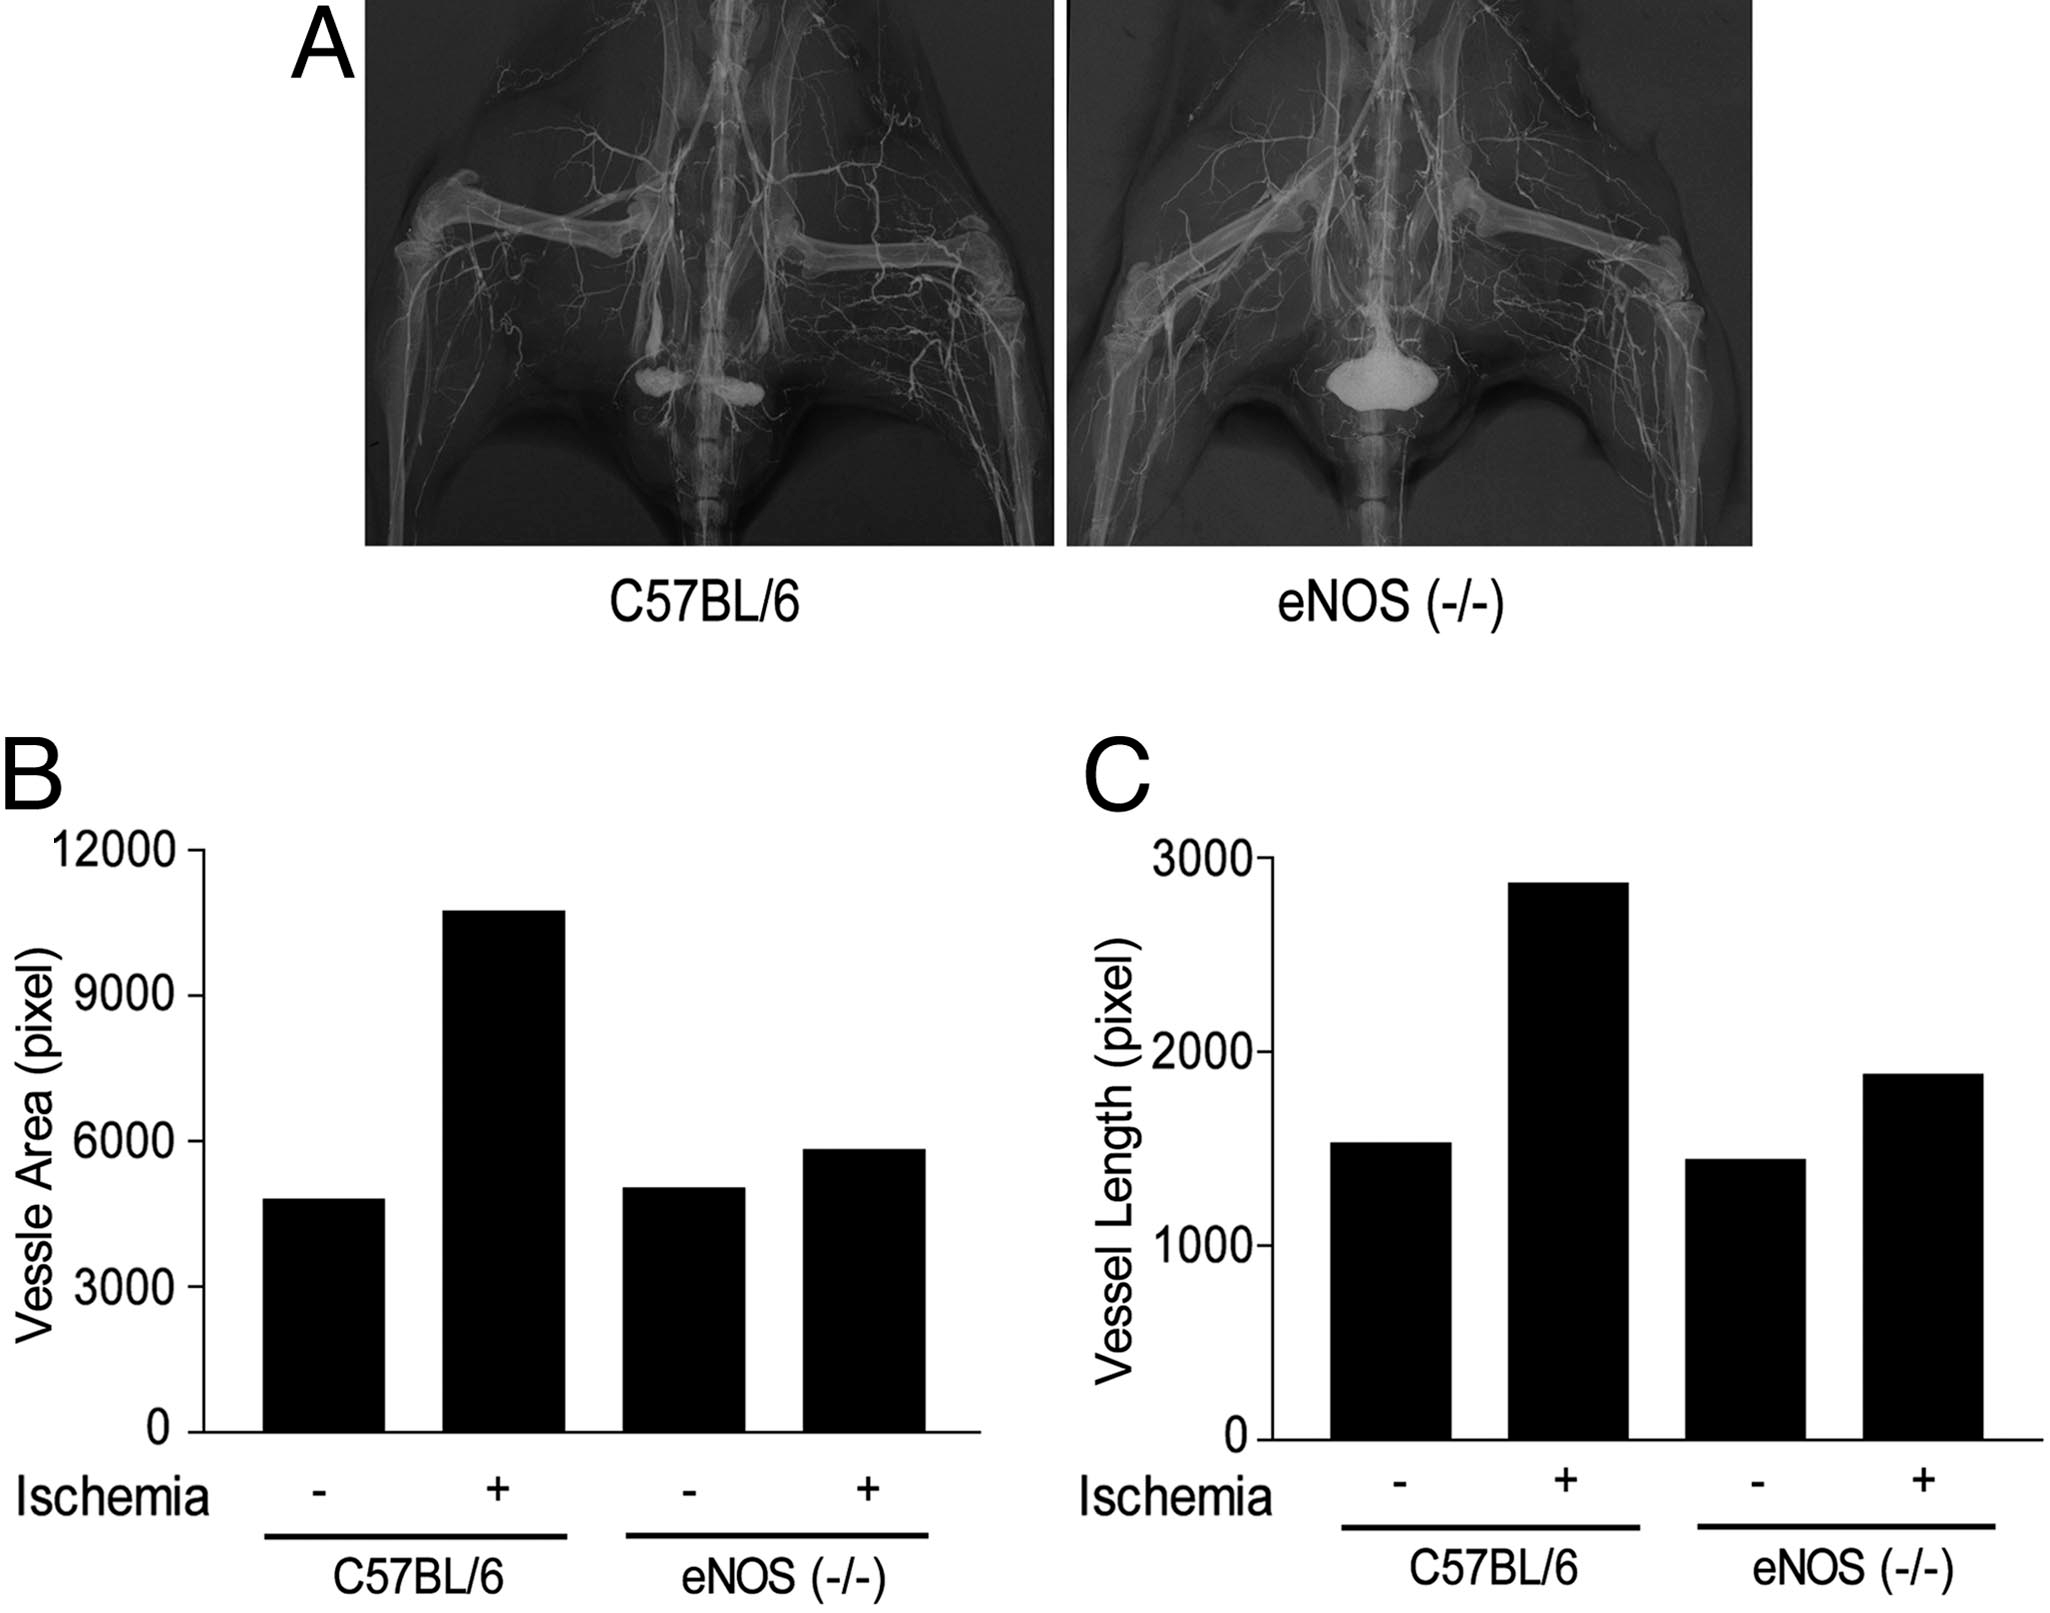 A
C57BL/6
eNOS (-/-)
B
12000
9000
6000
3000
0
Vessle Area (pixel)
Ischemia - + - +
C57BL/6
eNOS (-/-)
C
3000
2000
1000
0
Vessel Length (pixel)
Ischemia - + - +
C57BL/6
eNOS (-/-)